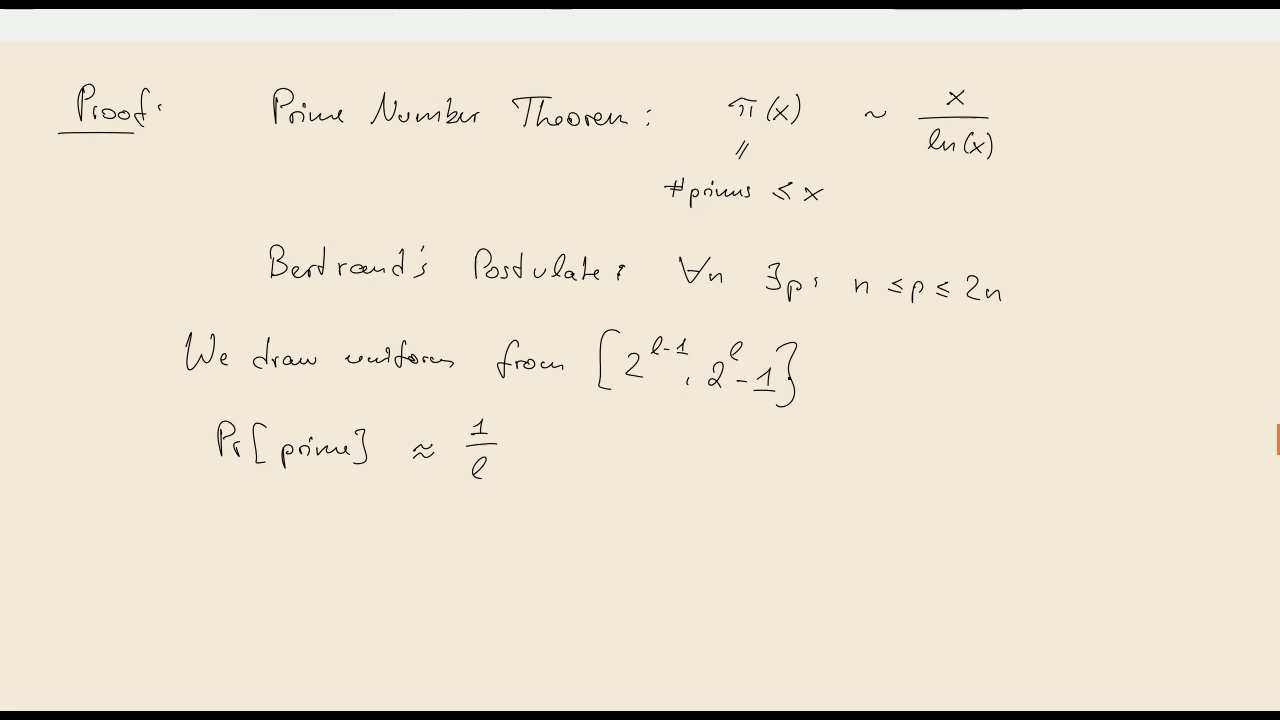 Proof: Prime Number Theorem: π(x) ~ x/ln(x)
||
#primes ≤ x
Bertrand's Postulate: ∀n ∃p: n ≤ p ≤ 2n
We draw uniform from [2^{l-1}, 2^l - 1]
Pr[prime] ≈ 1/l